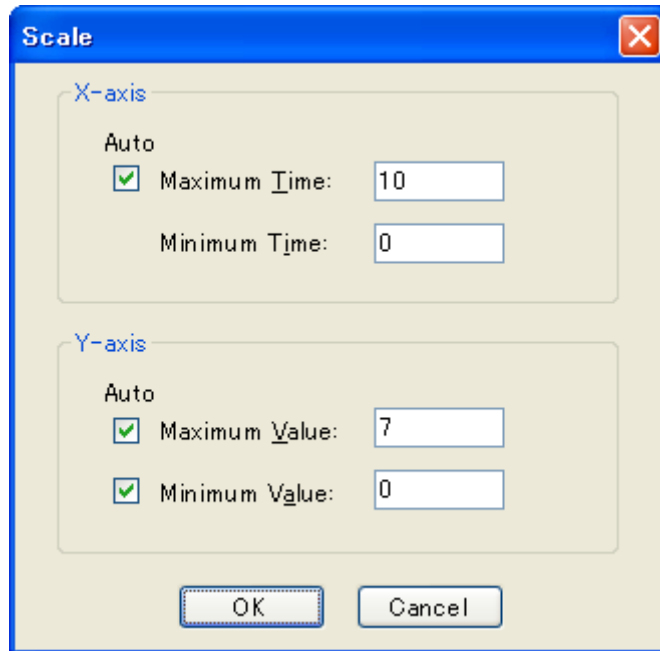 Scale
X-axis
Auto
Maximum Time: 10
Minimum Time: 0
Y-axis
Auto
Maximum Value: 7
Minimum Value: 0
OK Cancel